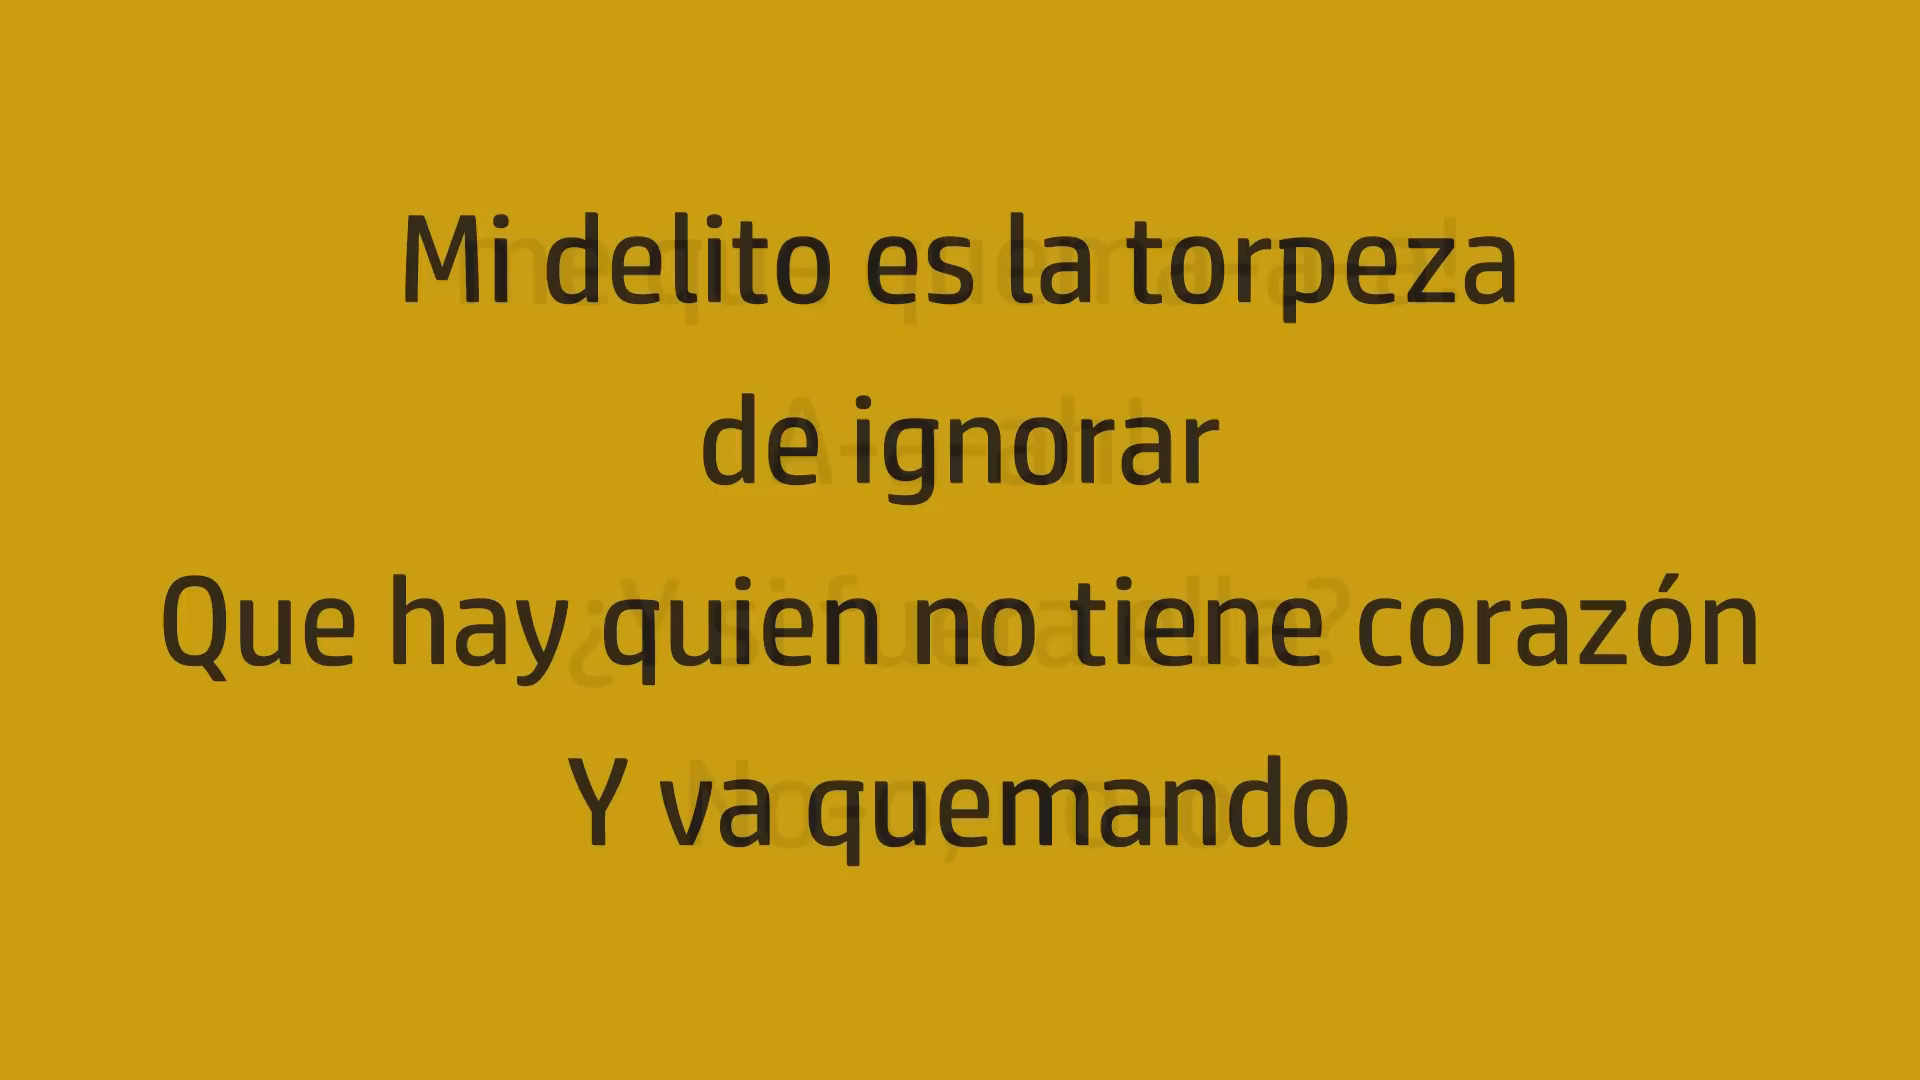 Mi delito es la torpeza
de ignorar
Que hay quien no tiene corazón
Y va quemando